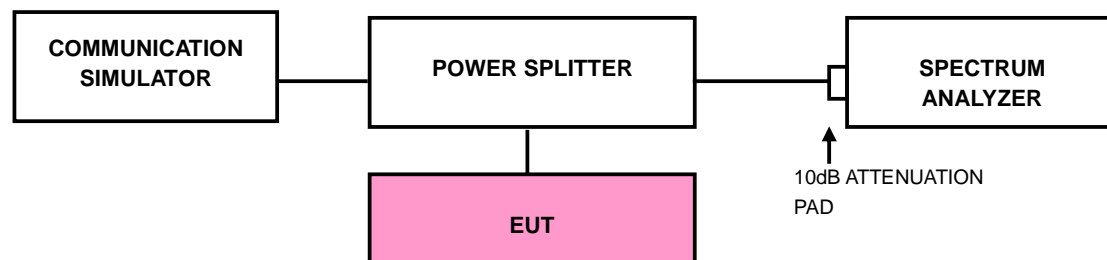 COMMUNICATION
SIMULATOR
POWER SPLITTER
SPECTRUM
ANALYZER
10dB ATTENUATION
PAD
EUT